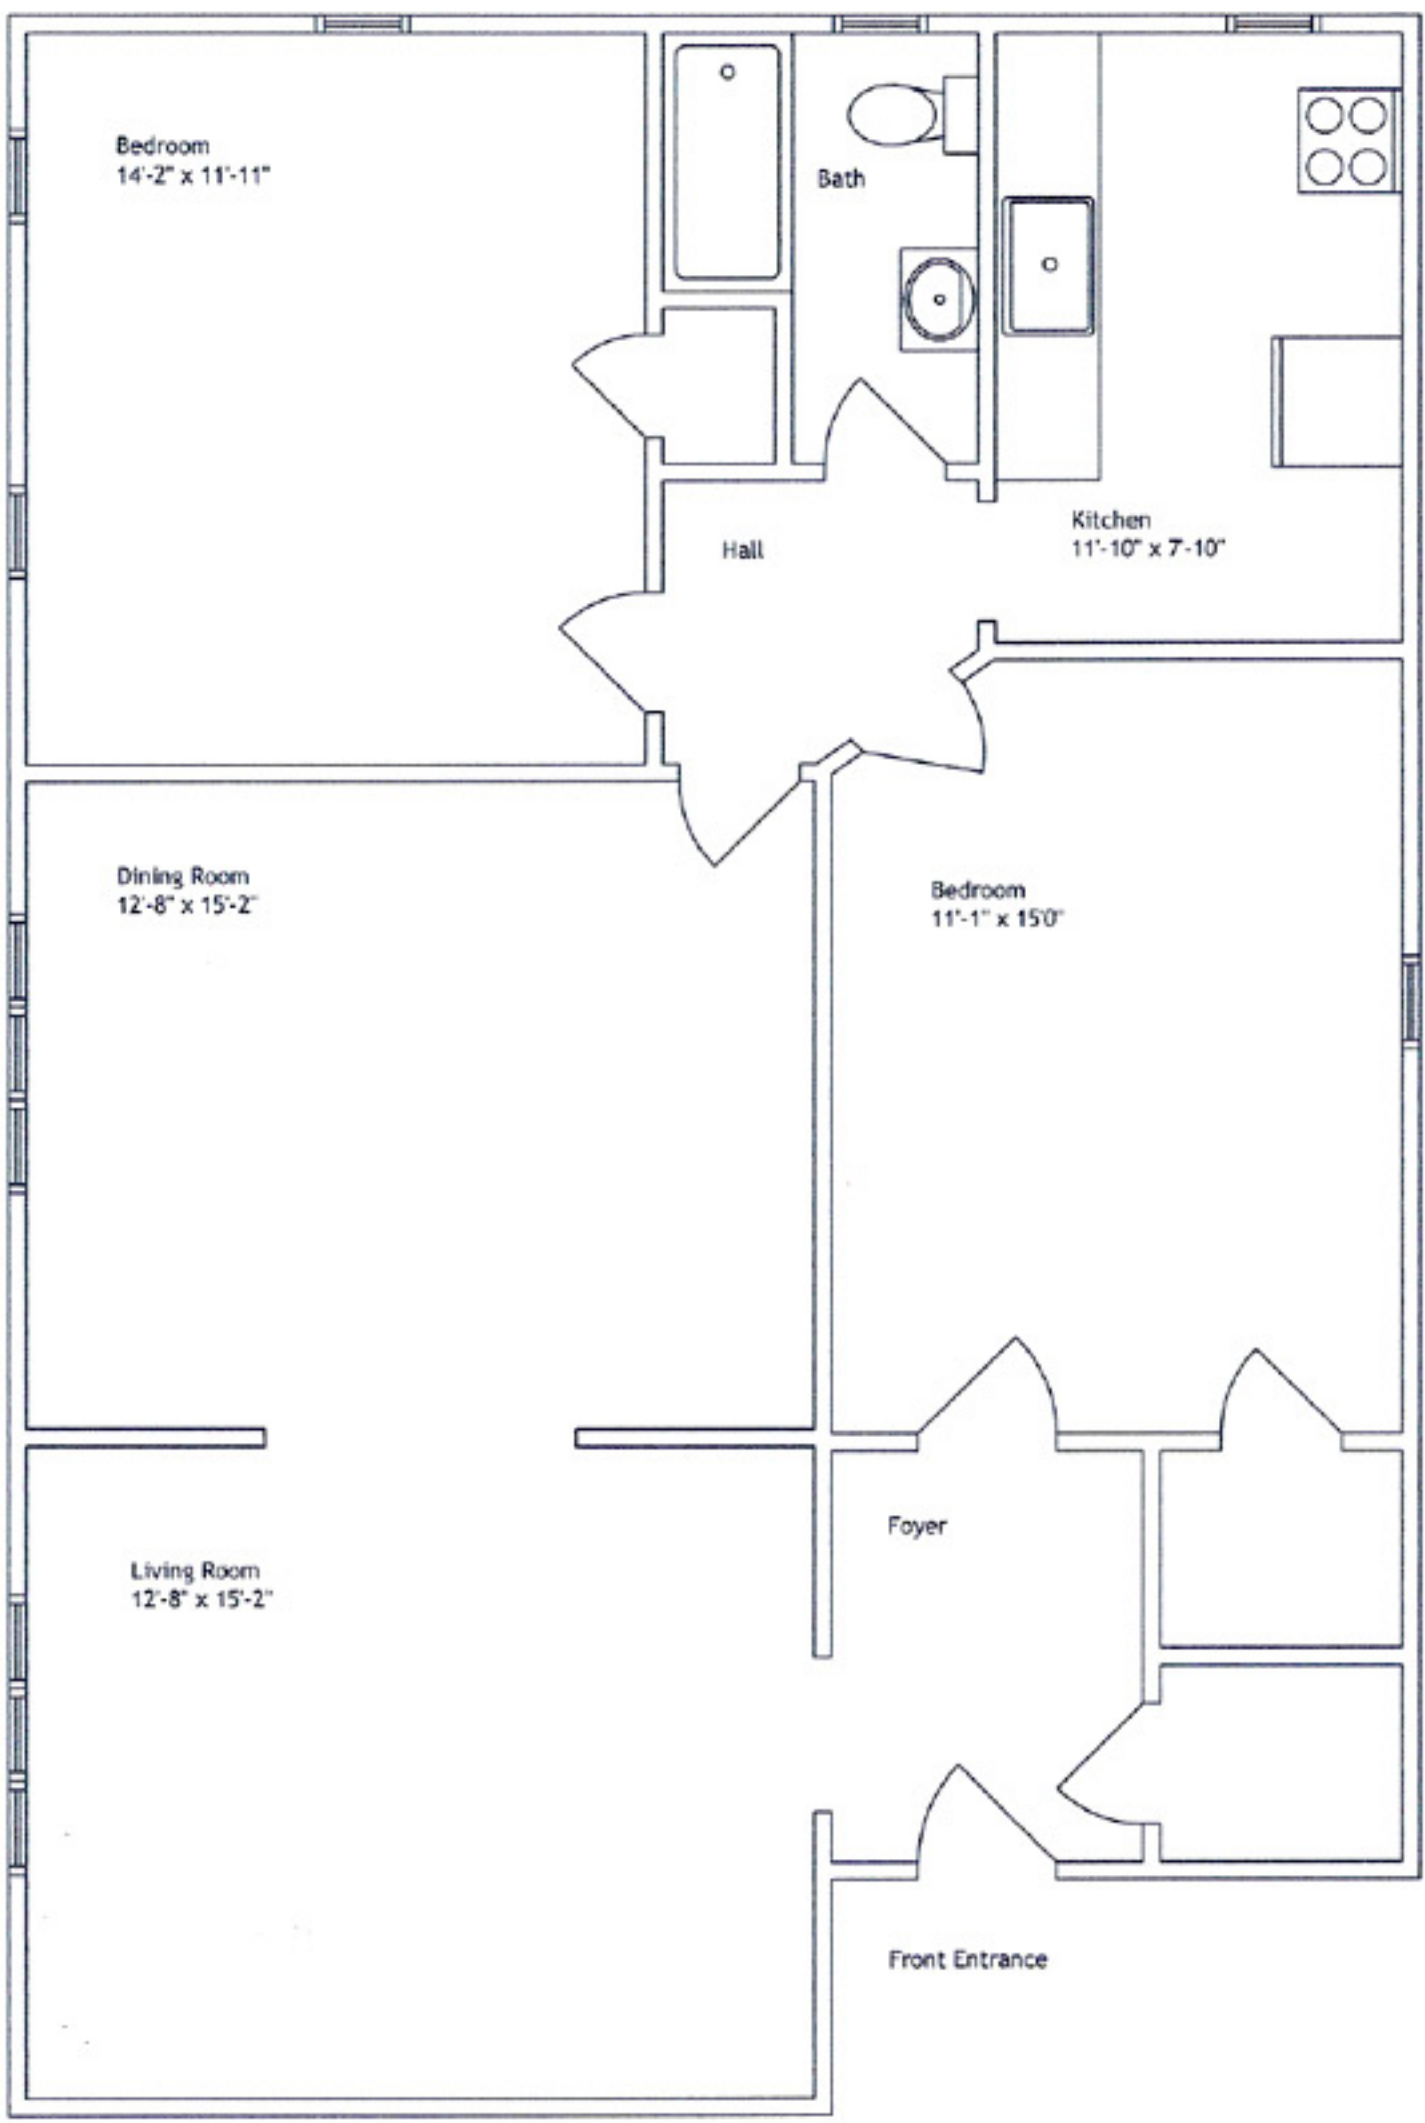 Bedroom
14'-2" x 11'-11"
Bath
Kitchen
11'-10" x 7'-10"
Hall
Dining Room
12'-8" x 15'-2"
Bedroom
11'-1" x 15'0"
Foyer
Living Room
12'-8" x 15'-2"
Front Entrance